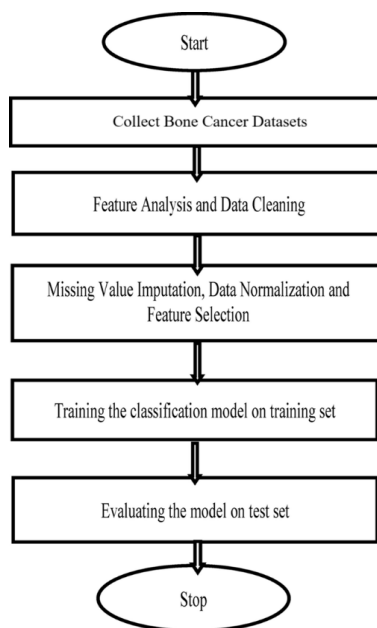 Start
Collect Bone Cancer Datasets
Feature Analysis and Data Cleaning
Missing Value Imputation, Data Normalization and
Feature Selection
Training the classification model on training set
Evaluating the model on test set
Stop